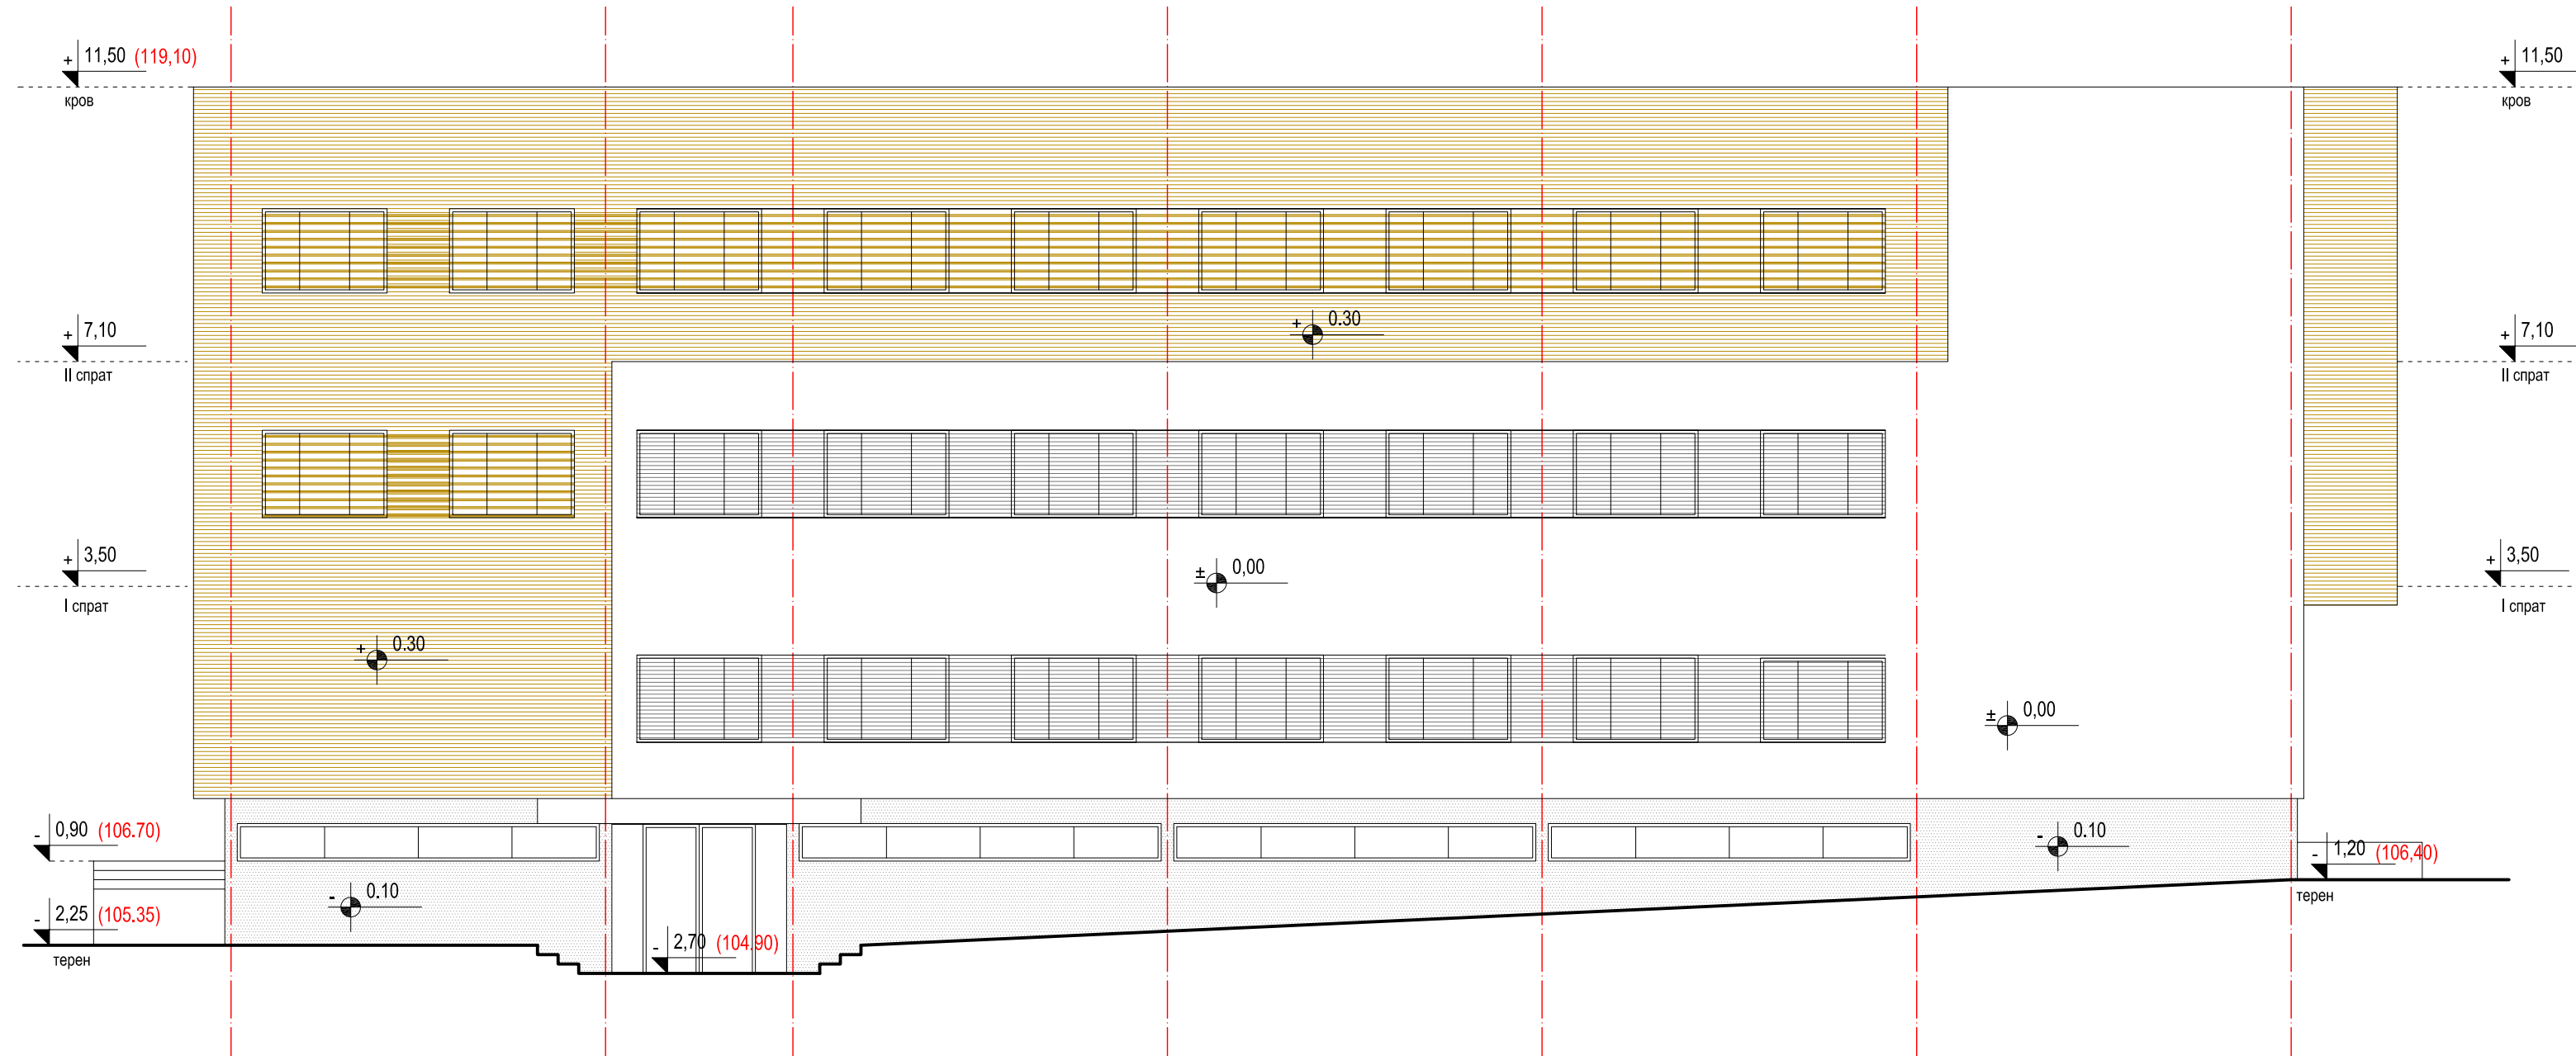 + 11,50 (119,10)
кров
+ 11,50
кров
+ 0.30
+ 7,10
II спрат
+ 7,10
II спрат
+ 3,50
I спрат
± 0,00
+ 3,50
I спрат
+ 0.30
± 0,00
- 0,90 (106.70)
- 0.10
- 1,20 (106,40)
терен
- 0.10
- 2,25 (105.35)
терен
- 2,70 (104,90)